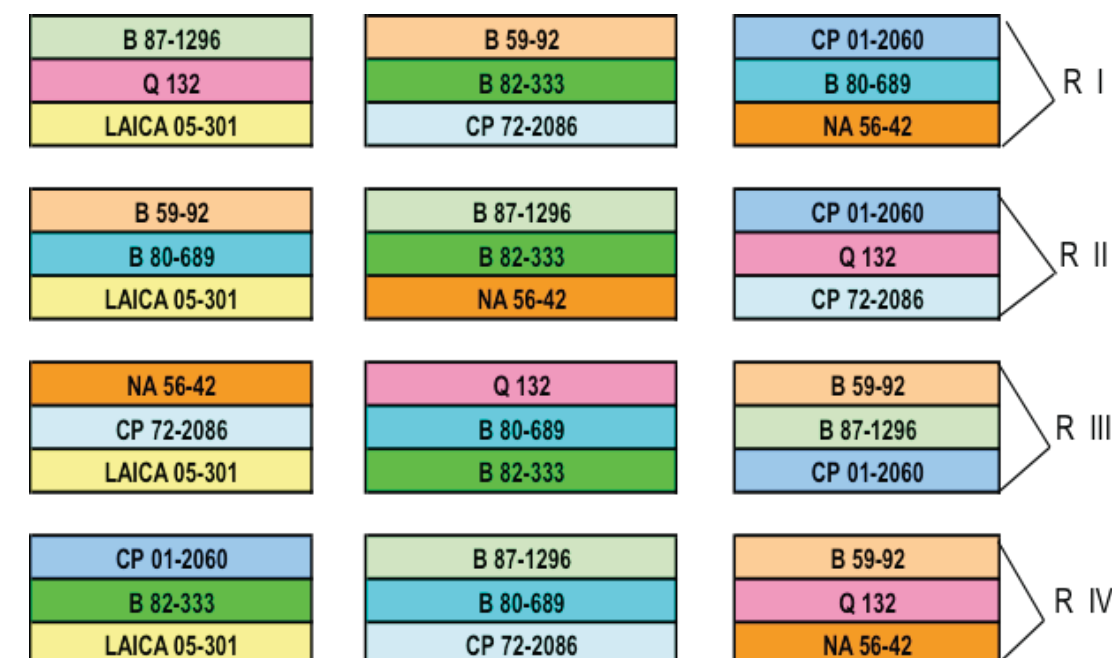 B 87-1296
Q 132
LAICA 05-301
B 59-92
B 82-333
CP 72-2086
CP 01-2060
B 80-689
NA 56-42
R I
B 59-92
B 80-689
LAICA 05-301
B 87-1296
B 82-333
NA 56-42
CP 01-2060
Q 132
CP 72-2086
R II
NA 56-42
CP 72-2086
LAICA 05-301
Q 132
B 80-689
B 82-333
B 59-92
B 87-1296
CP 01-2060
R III
CP 01-2060
B 82-333
LAICA 05-301
B 87-1296
B 80-689
CP 72-2086
B 59-92
Q 132
NA 56-42
R IV